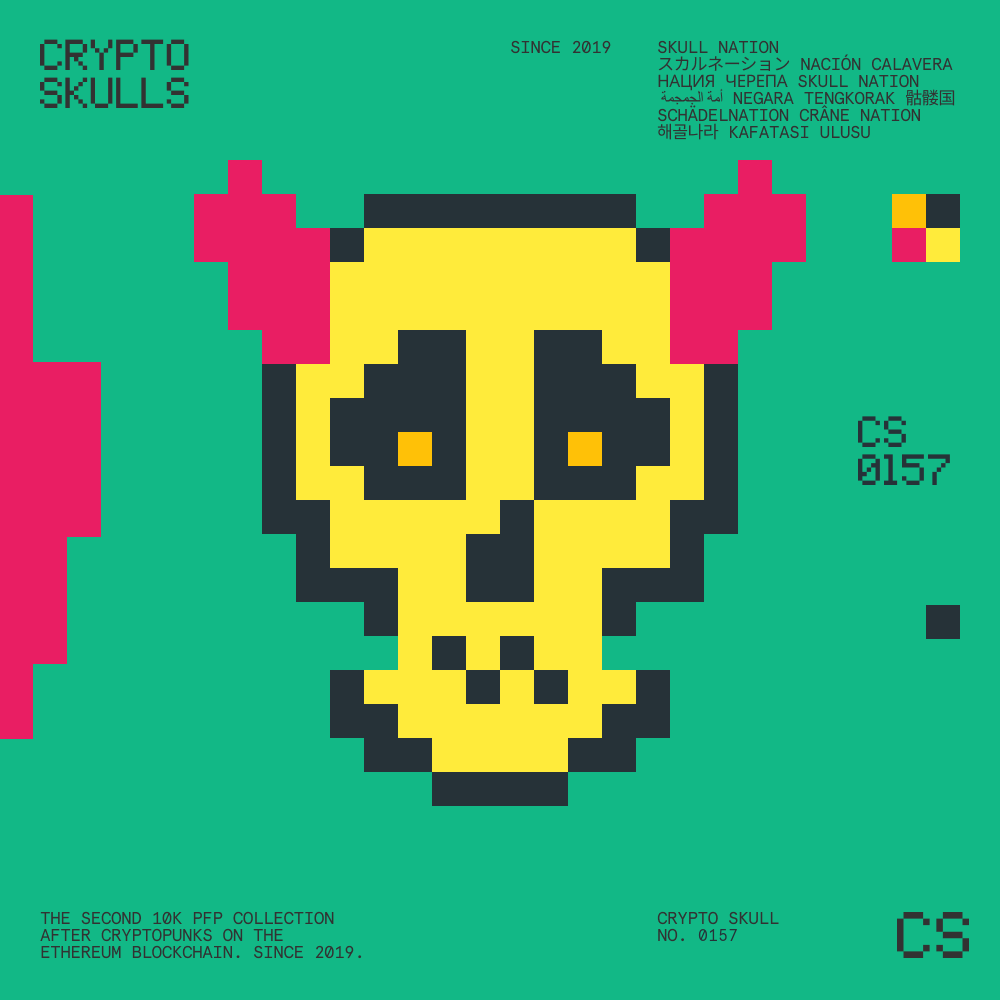 CRYPTO
SKULLS
SINCE 2019
SKULL NATION
スカルネーション NACIÓN CALAVERA
НАЦИЯ ЧЕРЕПА SKULL NATION
أمة الجمجمة NEGARA TENGKORAK 骷髅国
SCHÄDELNATION CRÂNE NATION
해골나라 KAFATASI ULUSU
CS
0157
THE SECOND 10K PFP COLLECTION
AFTER CRYPTOPUNKS ON THE
ETHEREUM BLOCKCHAIN. SINCE 2019.
CRYPTO SKULL
NO. 0157
CS